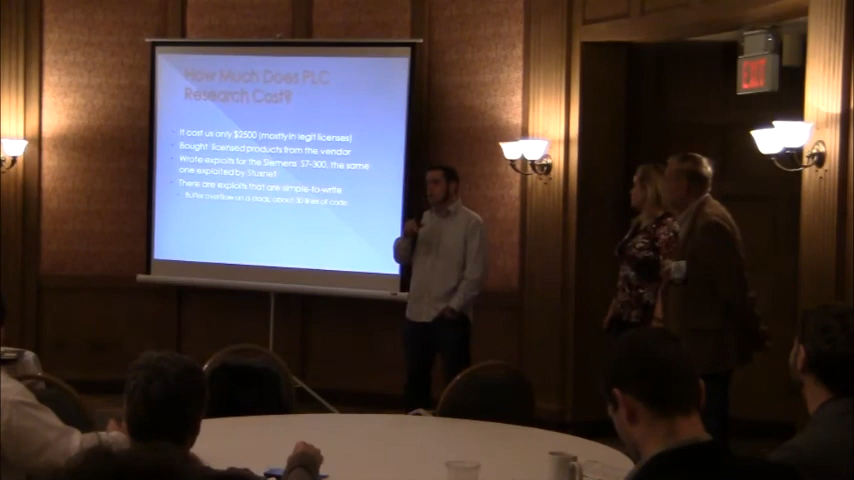 How Much Does PLC
Research Cost?
It cost us only $2500 (mostly in legit licenses)
Bought licensed products from the vendor
Wrote exploits for the Siemens S7-300, the same
one exploited by Stuxnet
There are exploits that are simple-to-write
Buffer overflow on a stack, about 30 lines of code
EXIT